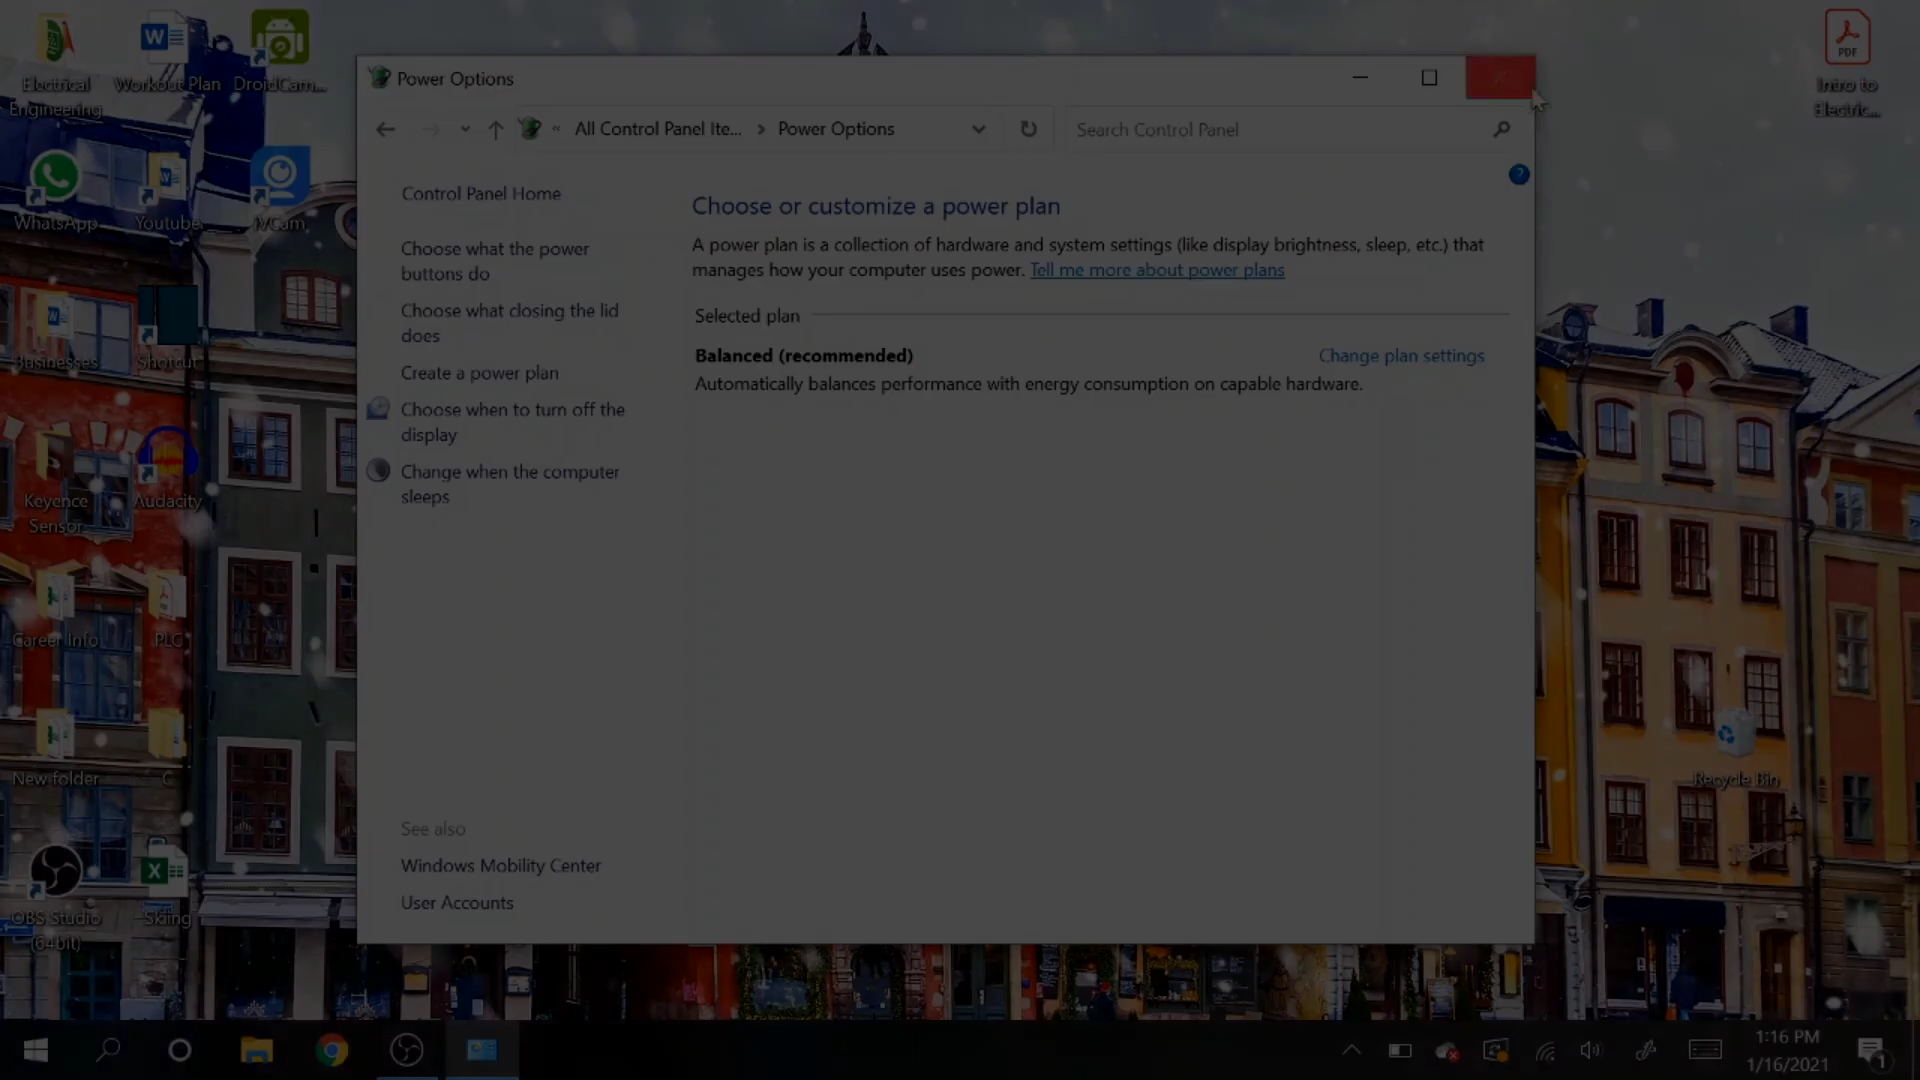 Electrical
Engineering
Workout Plan
DroidCam...
WhatsApp
Youtube
iVCam
Businesses
Shotcut
Keyence
Sensor
Audacity
Career Info
PLC
New folder
C
OBS Studio
(64bit)
Skiing
Power Options
« All Control Panel Ite... > Power Options
Search Control Panel
Control Panel Home
Choose what the power
buttons do
Choose what closing the lid
does
Create a power plan
Choose when to turn off the
display
Change when the computer
sleeps
See also
Windows Mobility Center
User Accounts
Choose or customize a power plan
A power plan is a collection of hardware and system settings (like display brightness, sleep, etc.) that
manages how your computer uses power. Tell me more about power plans
Selected plan
Balanced (recommended) Change plan settings
Automatically balances performance with energy consumption on capable hardware.
PDF
Intro to
Electric...
Recycle Bin
1:16 PM
1/16/2021
1